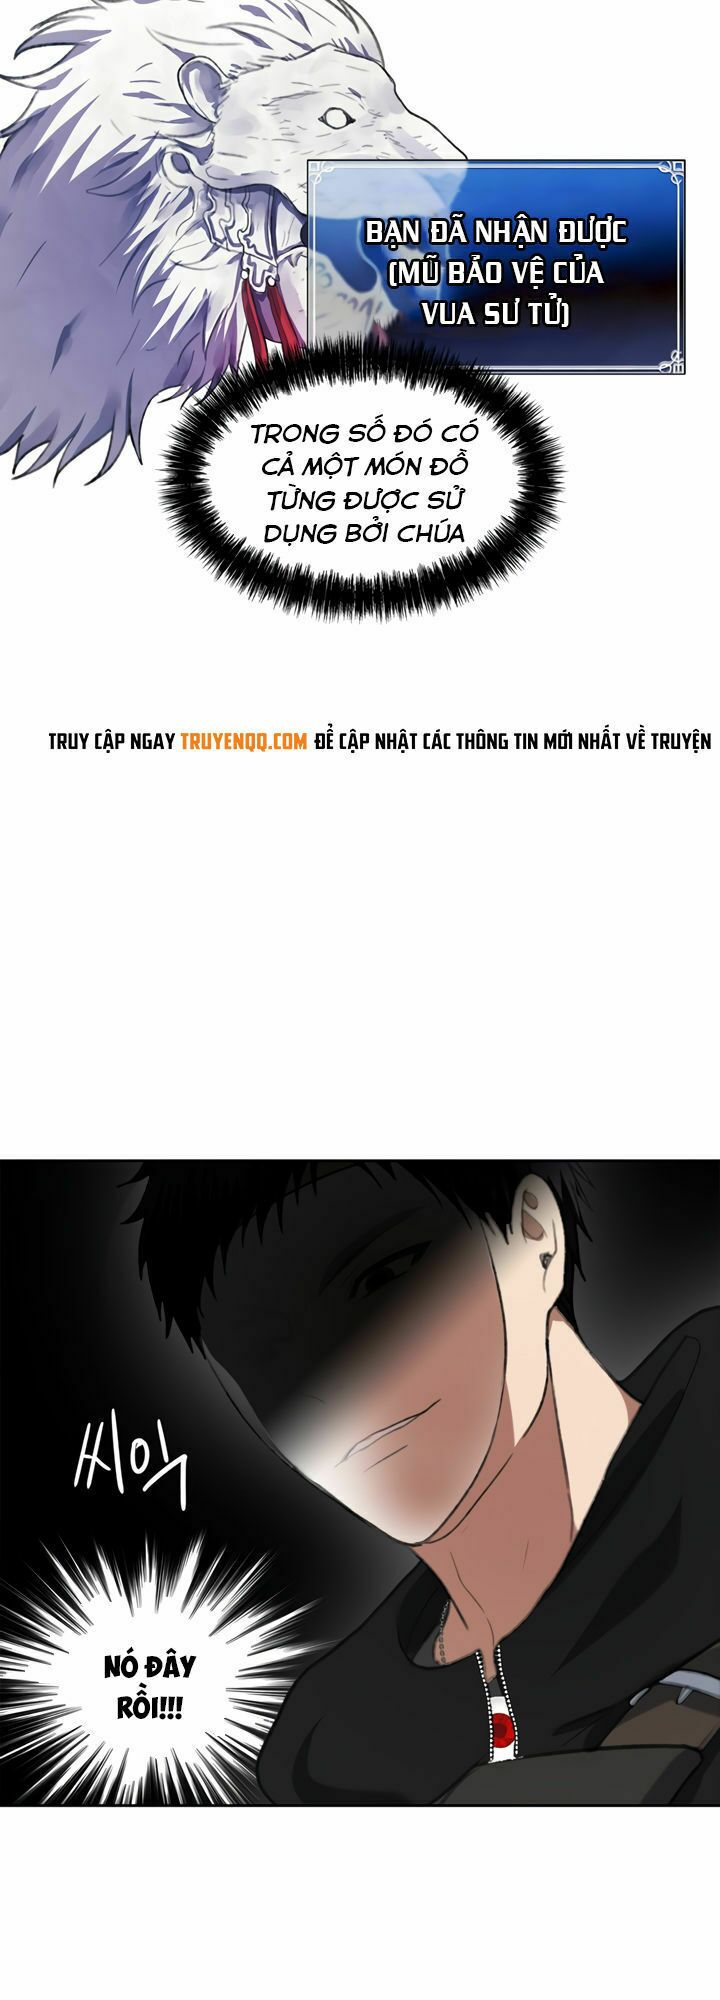 BẠN ĐÃ NHẬN ĐƯỢC
(MŨ BẢO VỆ CỦA
VUA SƯ TỬ)
TRONG SỐ ĐÓ CÓ
CẢ MỘT MÓN ĐỒ
TỪNG ĐƯỢC SỬ
DỤNG BỞI CHÚA
TRUY CẬP NGAY TRUYENQQ.COM ĐỂ CẬP NHẬT CÁC THÔNG TIN MỚI NHẤT VỀ TRUYỆN
씨익
NÓ ĐÂY
RỒI!!!